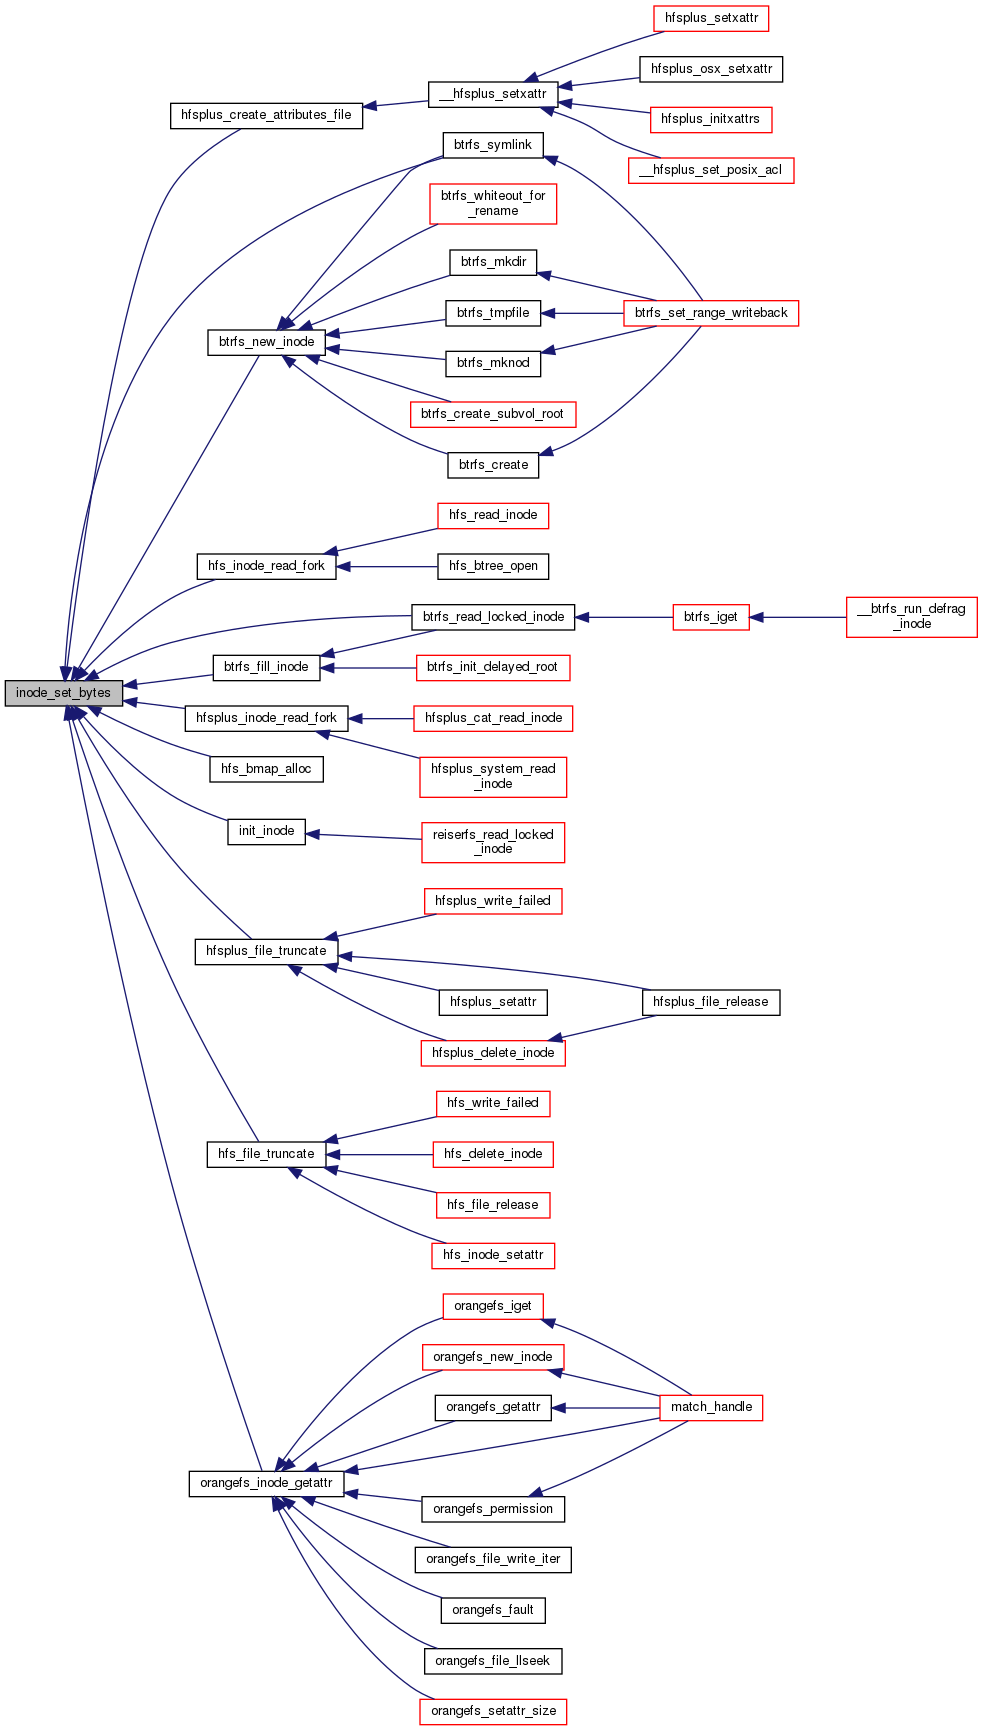 hfsplus_setxattr
hfsplus_osx_setxattr
__hfsplus_setxattr
hfsplus_create_attributes_file
hfsplus_initxattrs
btrfs_symlink
__hfsplus_set_posix_acl
btrfs_whiteout_for
_rename
btrfs_mkdir
btrfs_tmpfile
btrfs_set_range_writeback
btrfs_new_inode
btrfs_mknod
btrfs_create_subvol_root
btrfs_create
hfs_read_inode
hfs_inode_read_fork
hfs_btree_open
btrfs_read_locked_inode
btrfs_iget
__btrfs_run_defrag
_inode
btrfs_fill_inode
btrfs_init_delayed_root
inode_set_bytes
hfsplus_inode_read_fork
hfsplus_cat_read_inode
hfs_bmap_alloc
hfsplus_system_read
_inode
init_inode
reiserfs_read_locked
_inode
hfsplus_write_failed
hfsplus_file_truncate
hfsplus_setattr
hfsplus_file_release
hfsplus_delete_inode
hfs_write_failed
hfs_file_truncate
hfs_delete_inode
hfs_file_release
hfs_inode_setattr
orangefs_iget
orangefs_new_inode
orangefs_getattr
match_handle
orangefs_inode_getattr
orangefs_permission
orangefs_file_write_iter
orangefs_fault
orangefs_file_llseek
orangefs_setattr_size